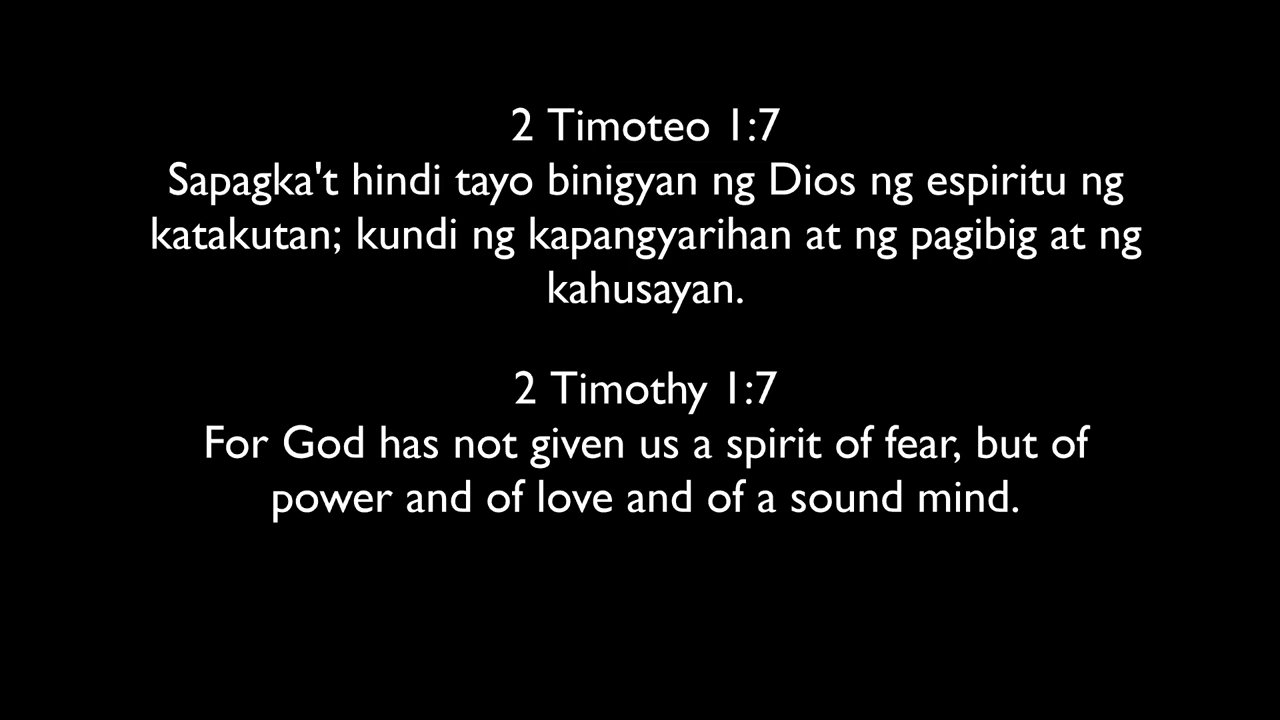 2 Timoteo 1:7
Sapagka't hindi tayo binigyan ng Dios ng espiritu ng
katakutan; kundi ng kapangyarihan at ng pagibig at ng
kahusayan.
2 Timothy 1:7
For God has not given us a spirit of fear, but of
power and of love and of a sound mind.